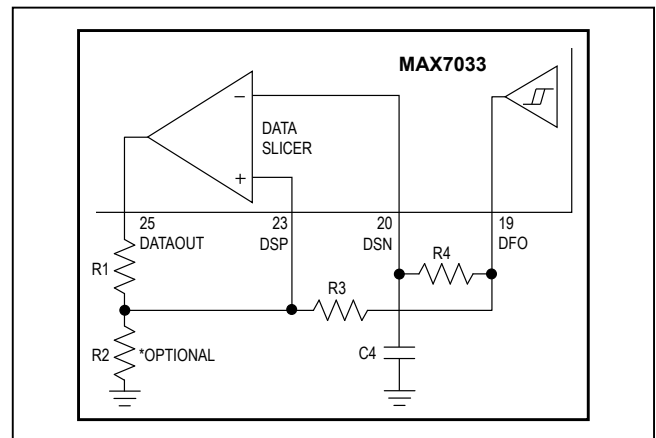 MAX7033
−
DATA
SLICER
+
25
DATAOUT
23
DSP
20
DSN
19
DFO
R1
R3
R4
R2
*OPTIONAL
C4